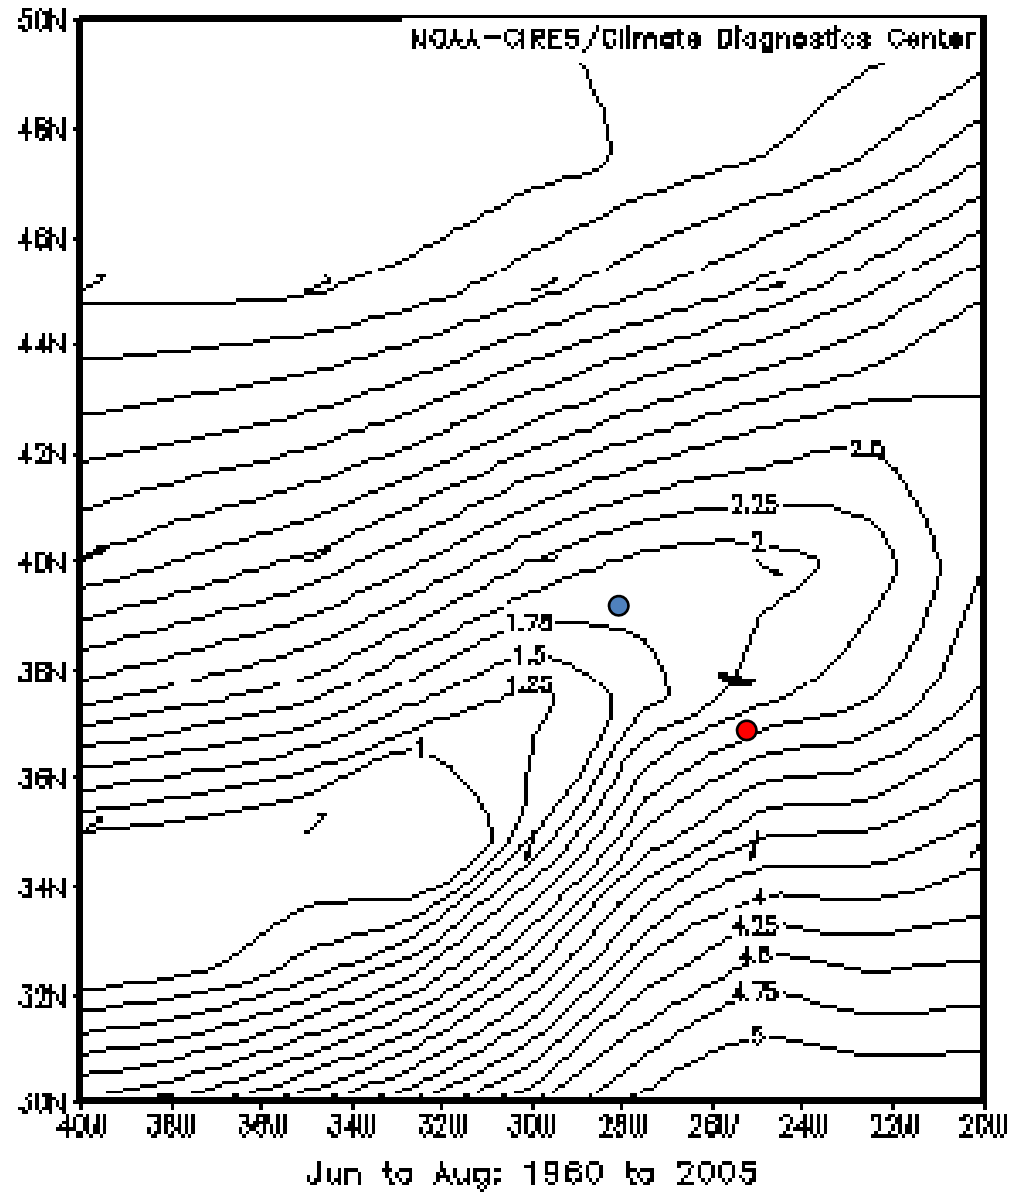 50N
NOAA-CIRES/Climate Diagnostics Center
48N
46N
44N
42N
2.5
2.25
2
40N
1.75
38N
1.5
1.25
1
36N
34N
4
4.25
4.5
4.75
32N
5
30N
40W 38W 36W 34W 32W 30W 28W 26W 24W 22W 20W
Jun to Aug: 1960 to 2005